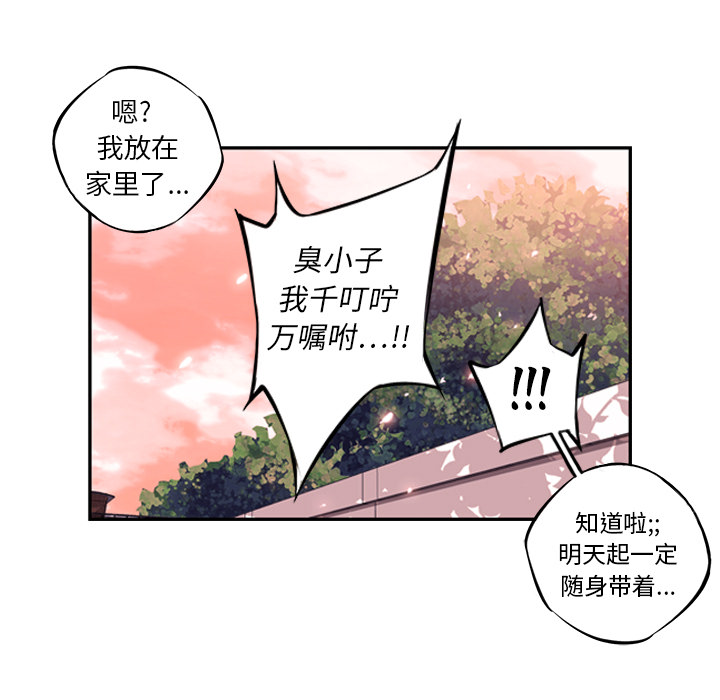 嗯?
我放在
家里了...
臭小子
我千叮咛
万嘱咐...!!
!!!
知道啦;;
明天起一定
随身带着...